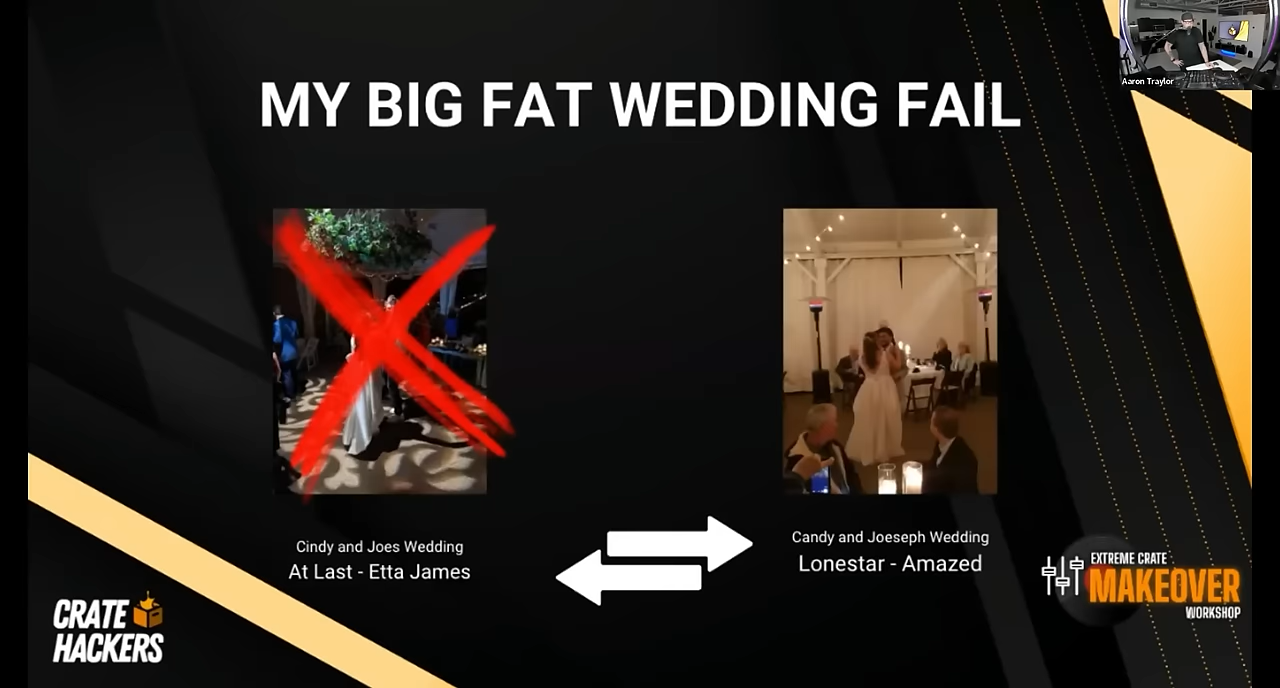 Aaron Traylor
MY BIG FAT WEDDING FAIL
Cindy and Joes Wedding
At Last - Etta James
Candy and Joeseph Wedding
Lonestar - Amazed
CRATE
HACKERS
EXTREME CRATE
MAKEOVER
WORKSHOP